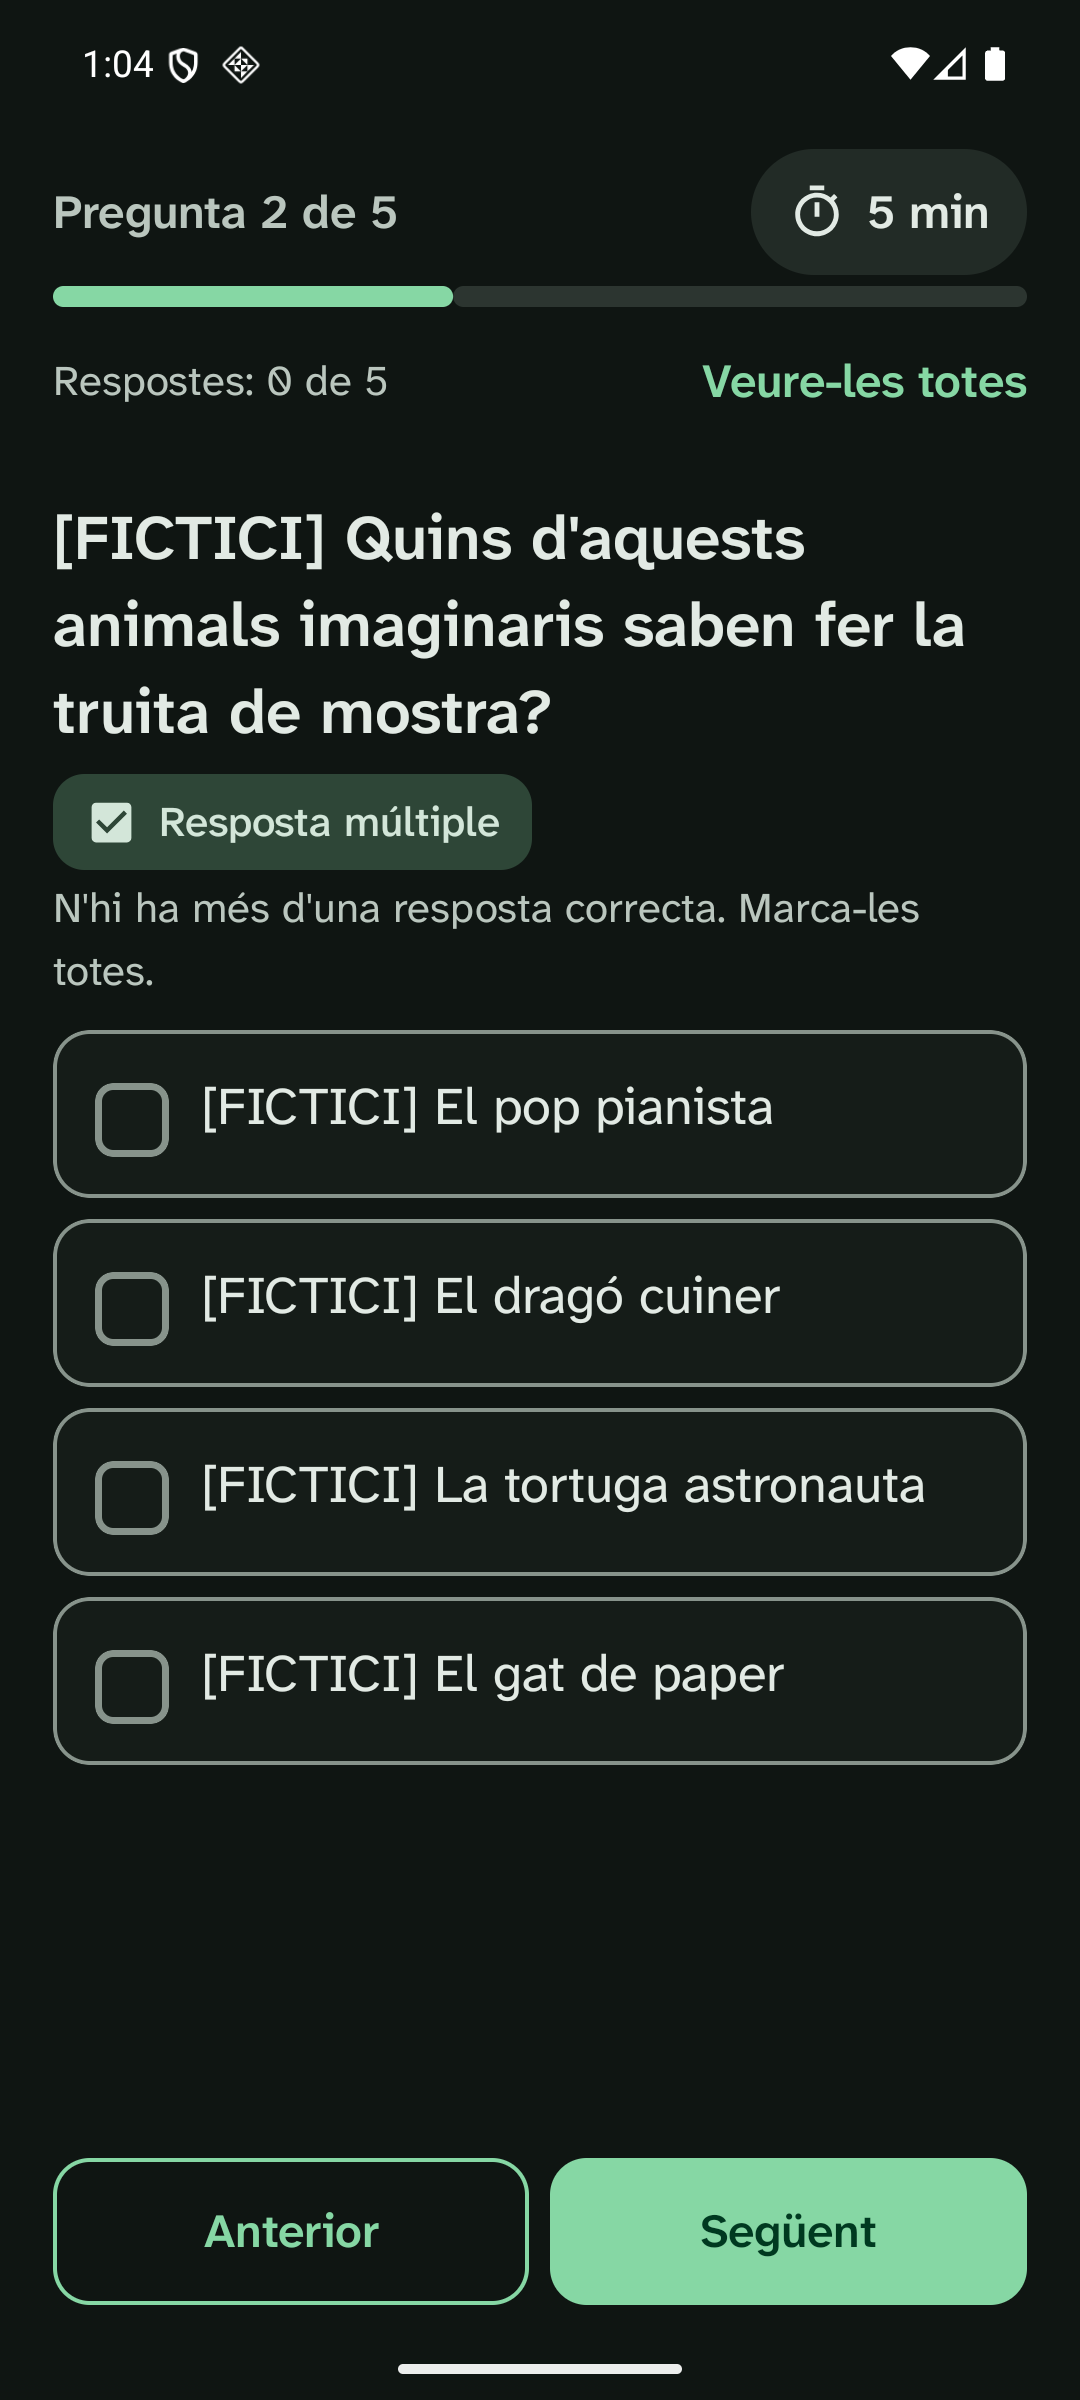 1:04
Pregunta 2 de 5
5 min
Respostes: 0 de 5
Veure-les totes
[FICTICI] Quins d'aquests
animals imaginaris saben fer la
truita de mostra?
Resposta múltiple
N'hi ha més d'una resposta correcta. Marca-les
totes.
[FICTICI] El pop pianista
[FICTICI] El dragó cuiner
[FICTICI] La tortuga astronauta
[FICTICI] El gat de paper
Anterior
Següent